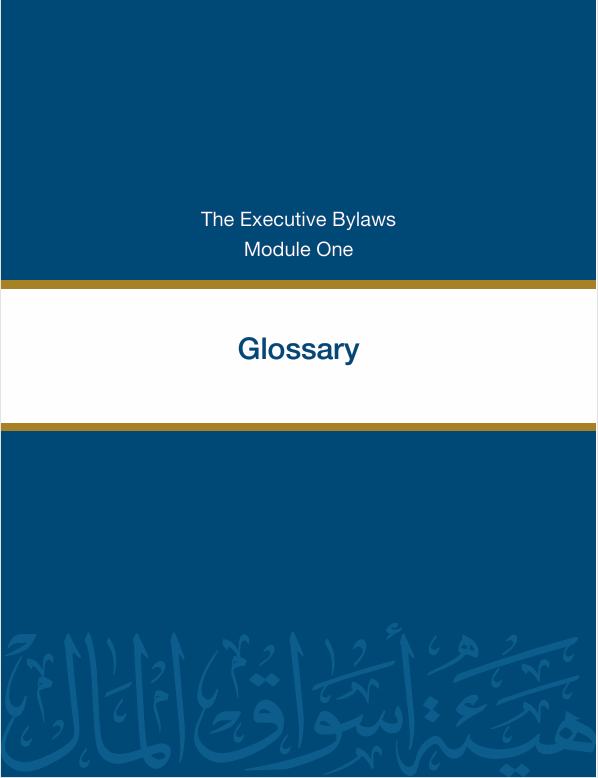 The Executive Bylaws
Module One
Glossary
هيئة أسواق المال